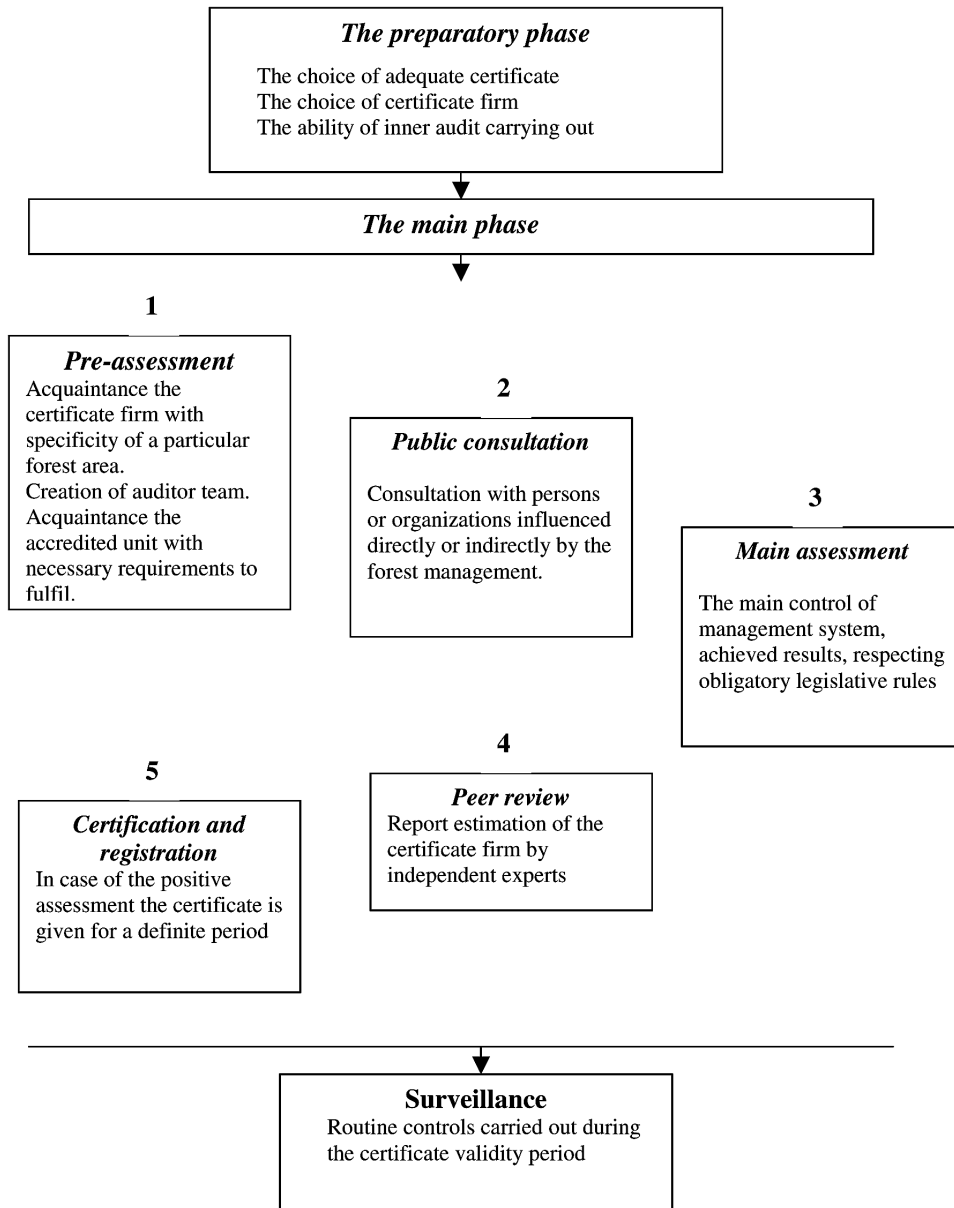 The preparatory phase
The choice of adequate certificate
The choice of certificate firm
The ability of inner audit carrying out
The main phase
1
Pre-assessment
Acquaintance the
certificate firm with
specificity of a particular
forest area.
Creation of auditor team.
Acquaintance the
accredited unit with
necessary requirements to
fulfil.
2
Public consultation
Consultation with persons
or organizations influenced
directly or indirectly by the
forest management.
3
Main assessment
The main control of
management system,
achieved results, respecting
obligatory legislative rules
4
Peer review
Report estimation of the
certificate firm by
independent experts
5
Certification and
registration
In case of the positive
assessment the certificate is
given for a definite period
Surveillance
Routine controls carried out during
the certificate validity period